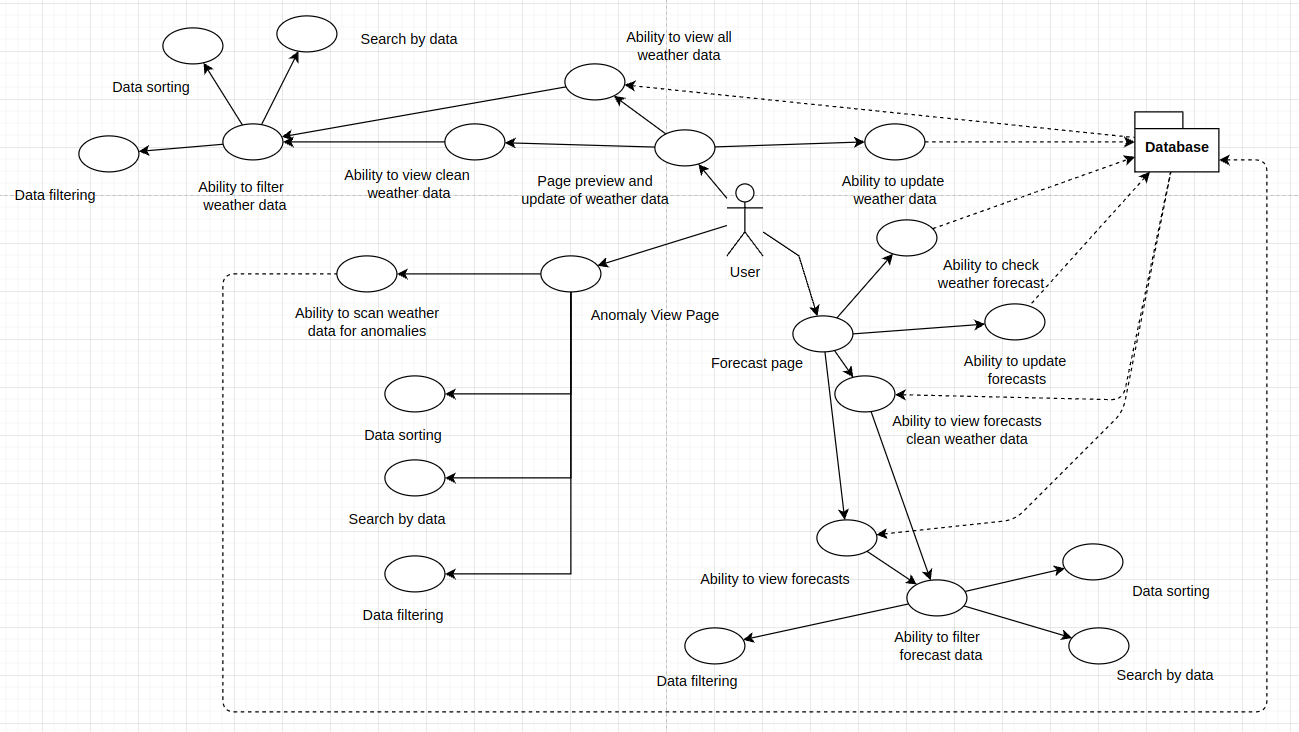 Search by data
Ability to view all
weather data
Data sorting
Database
Data filtering
Ability to filter
weather data
Ability to view clean
weather data
Page preview and
update of weather data
Ability to update
weather data
User
Ability to check
weather forecast
Ability to scan weather
data for anomalies
Anomaly View Page
Forecast page
Ability to update
forecasts
Data sorting
Ability to view forecasts
clean weather data
Search by data
Ability to view forecasts
Data filtering
Data sorting
Ability to filter
forecast data
Data filtering
Search by data